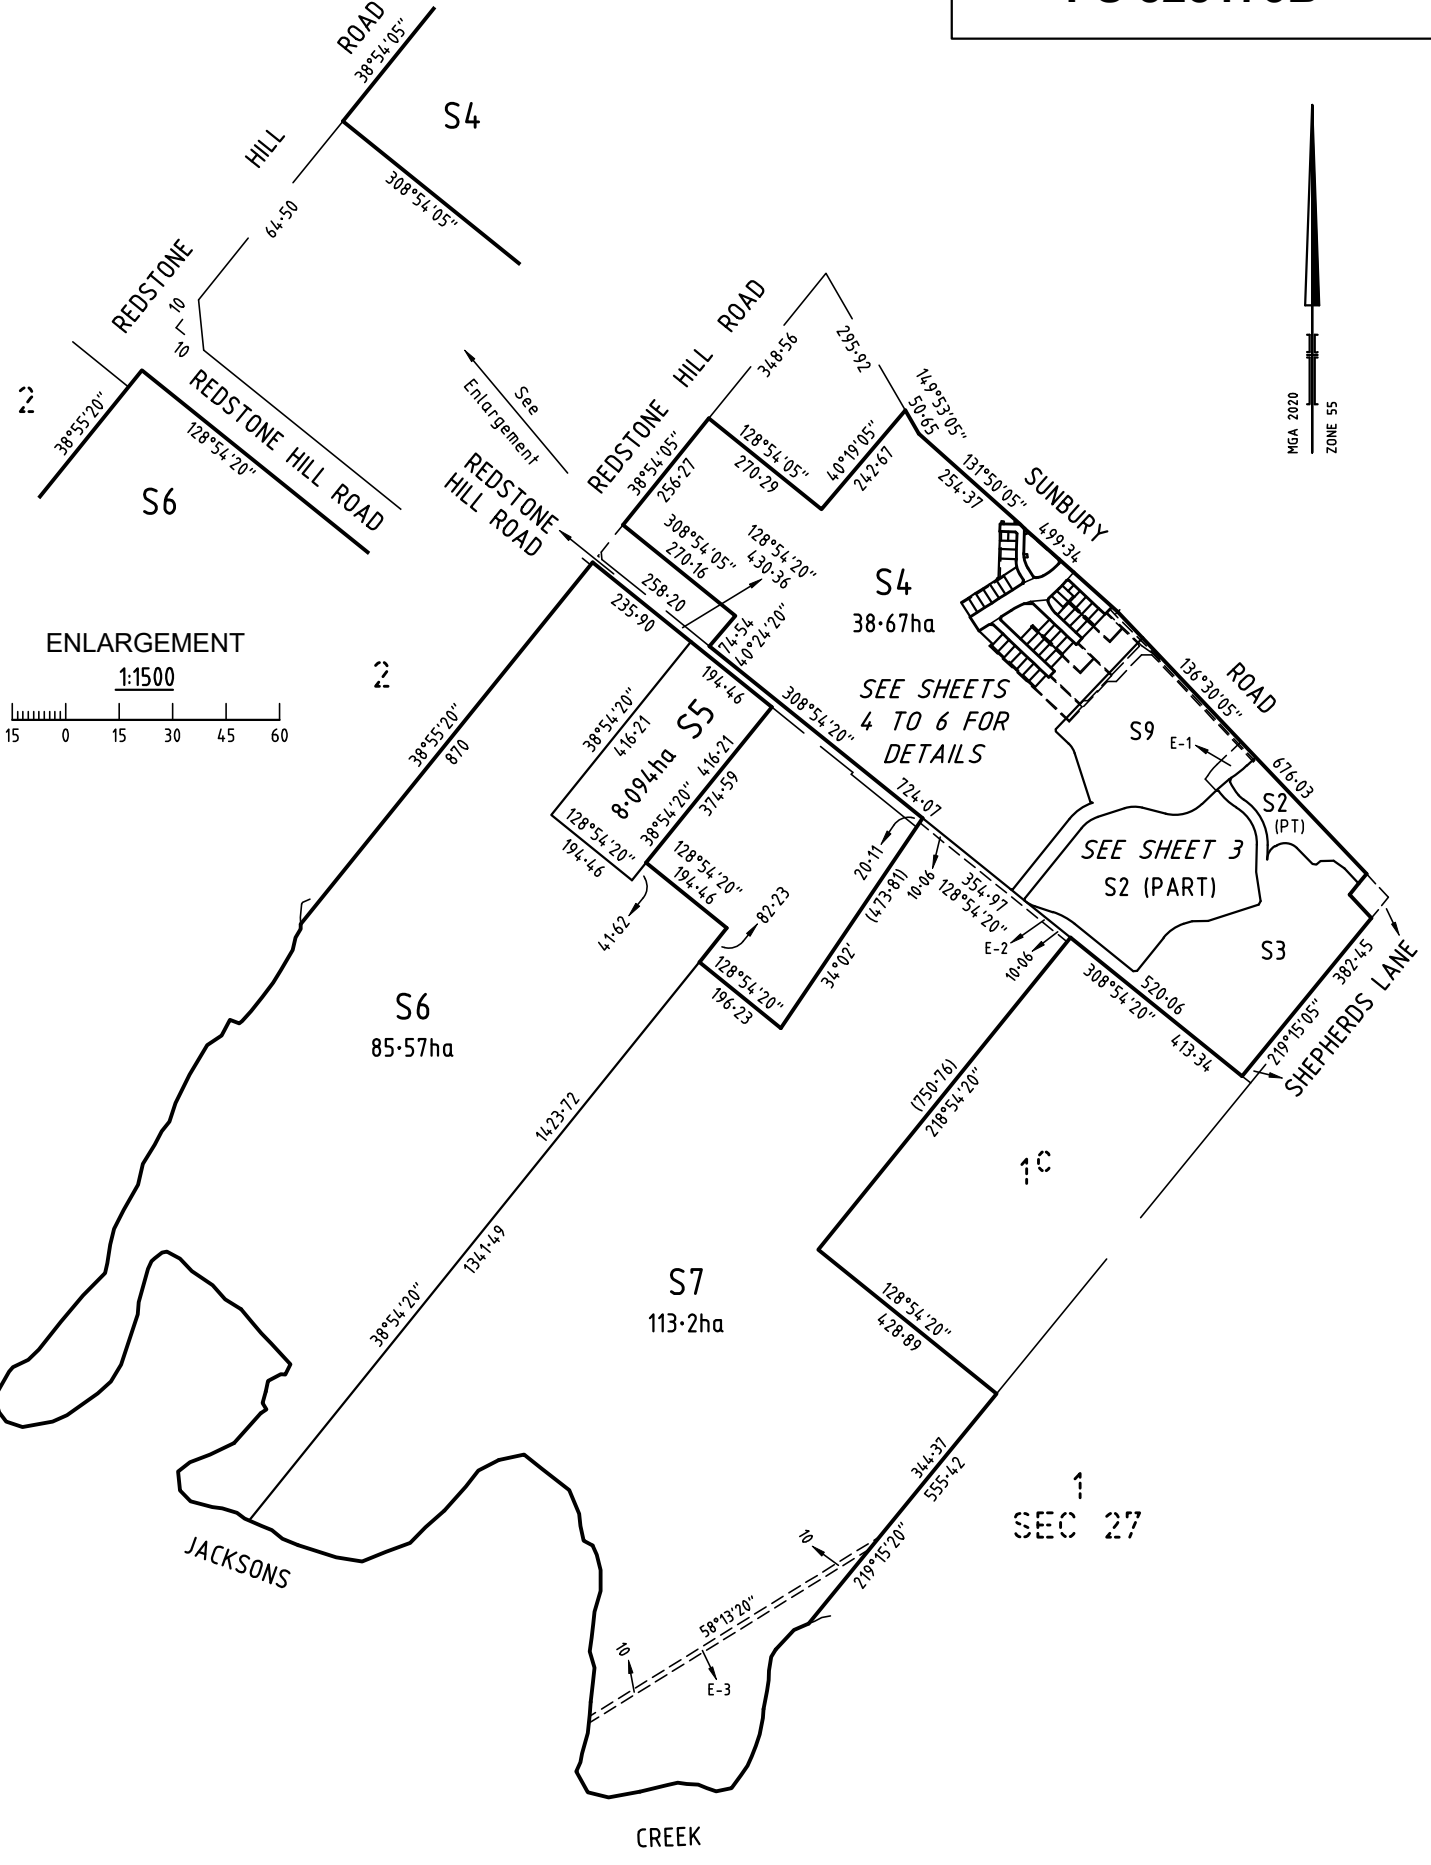 ROAD
38°54'05"
S4
HILL
308°54'05"
64·50
REDSTONE
10
10
2
38°55'20"
REDSTONE HILL ROAD
128°54'20"
S6
See
Enlargement
ENLARGEMENT
1:1500
15 0 15 30 45 60
MGA 2020
ZONE 55
REDSTONE HILL ROAD
348·56
295·92
149°53'05"
50·65
38°54'05"
256·27
128°54'05"
270·29
40°19'05"
242·67
131°50'05"
254·37
SUNBURY
499·34
REDSTONE
HILL ROAD
308°54'05"
270·16
128°54'20"
430·36
258·20
235·90
74·54
40°24'20"
S4
38·67ha
SEE SHEETS
4 TO 6 FOR
DETAILS
136°30'05"
ROAD
676·03
S9
E-1
S2
(PT)
SEE SHEET 3
S2 (PART)
S3
2
38°55'20"
870
38°54'20"
416·21
194·46
S5
8·094ha
416·21
38°54'20"
374·59
128°54'20"
194·46
308°54'20"
724·07
128°54'20"
194·46
41·62
82·23
20·11
(473·81)
34°02'
10·06
354·97
128°54'20"
E-2
10·06
128°54'20"
196·23
308°54'20"
520·06
413·34
219°15'05"
382·45
SHEPHERDS LANE
S6
85·57ha
(750·76)
218°54'20"
1C
1423·72
1341·49
38°54'20"
S7
113·2ha
128°54'20"
428·89
344·37
555·42
219°15'20"
1
SEC 27
JACKSONS
10
58°13'20"
10
E-3
CREEK